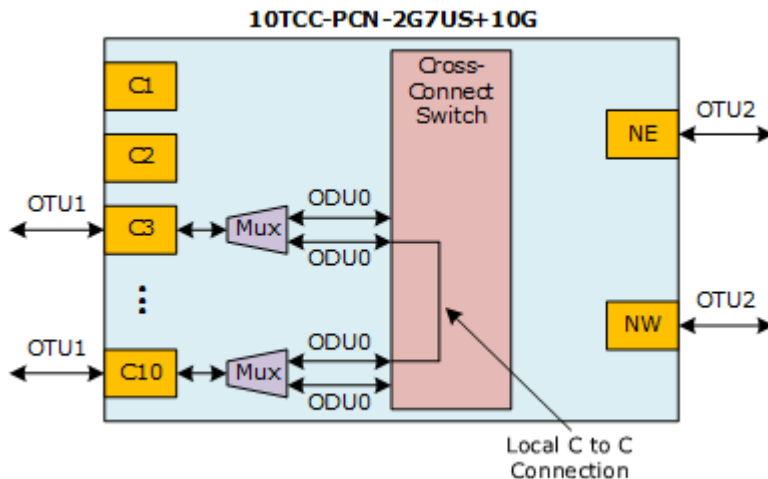 10TCC-PCN-2G7US+10G
Cross-
Connect
Switch
C1
C2
NE
OTU2
OTU1
C3
Mux
ODU0
ODU0
NW
OTU2
OTU1
C10
Mux
ODU0
ODU0
Local C to C
Connection